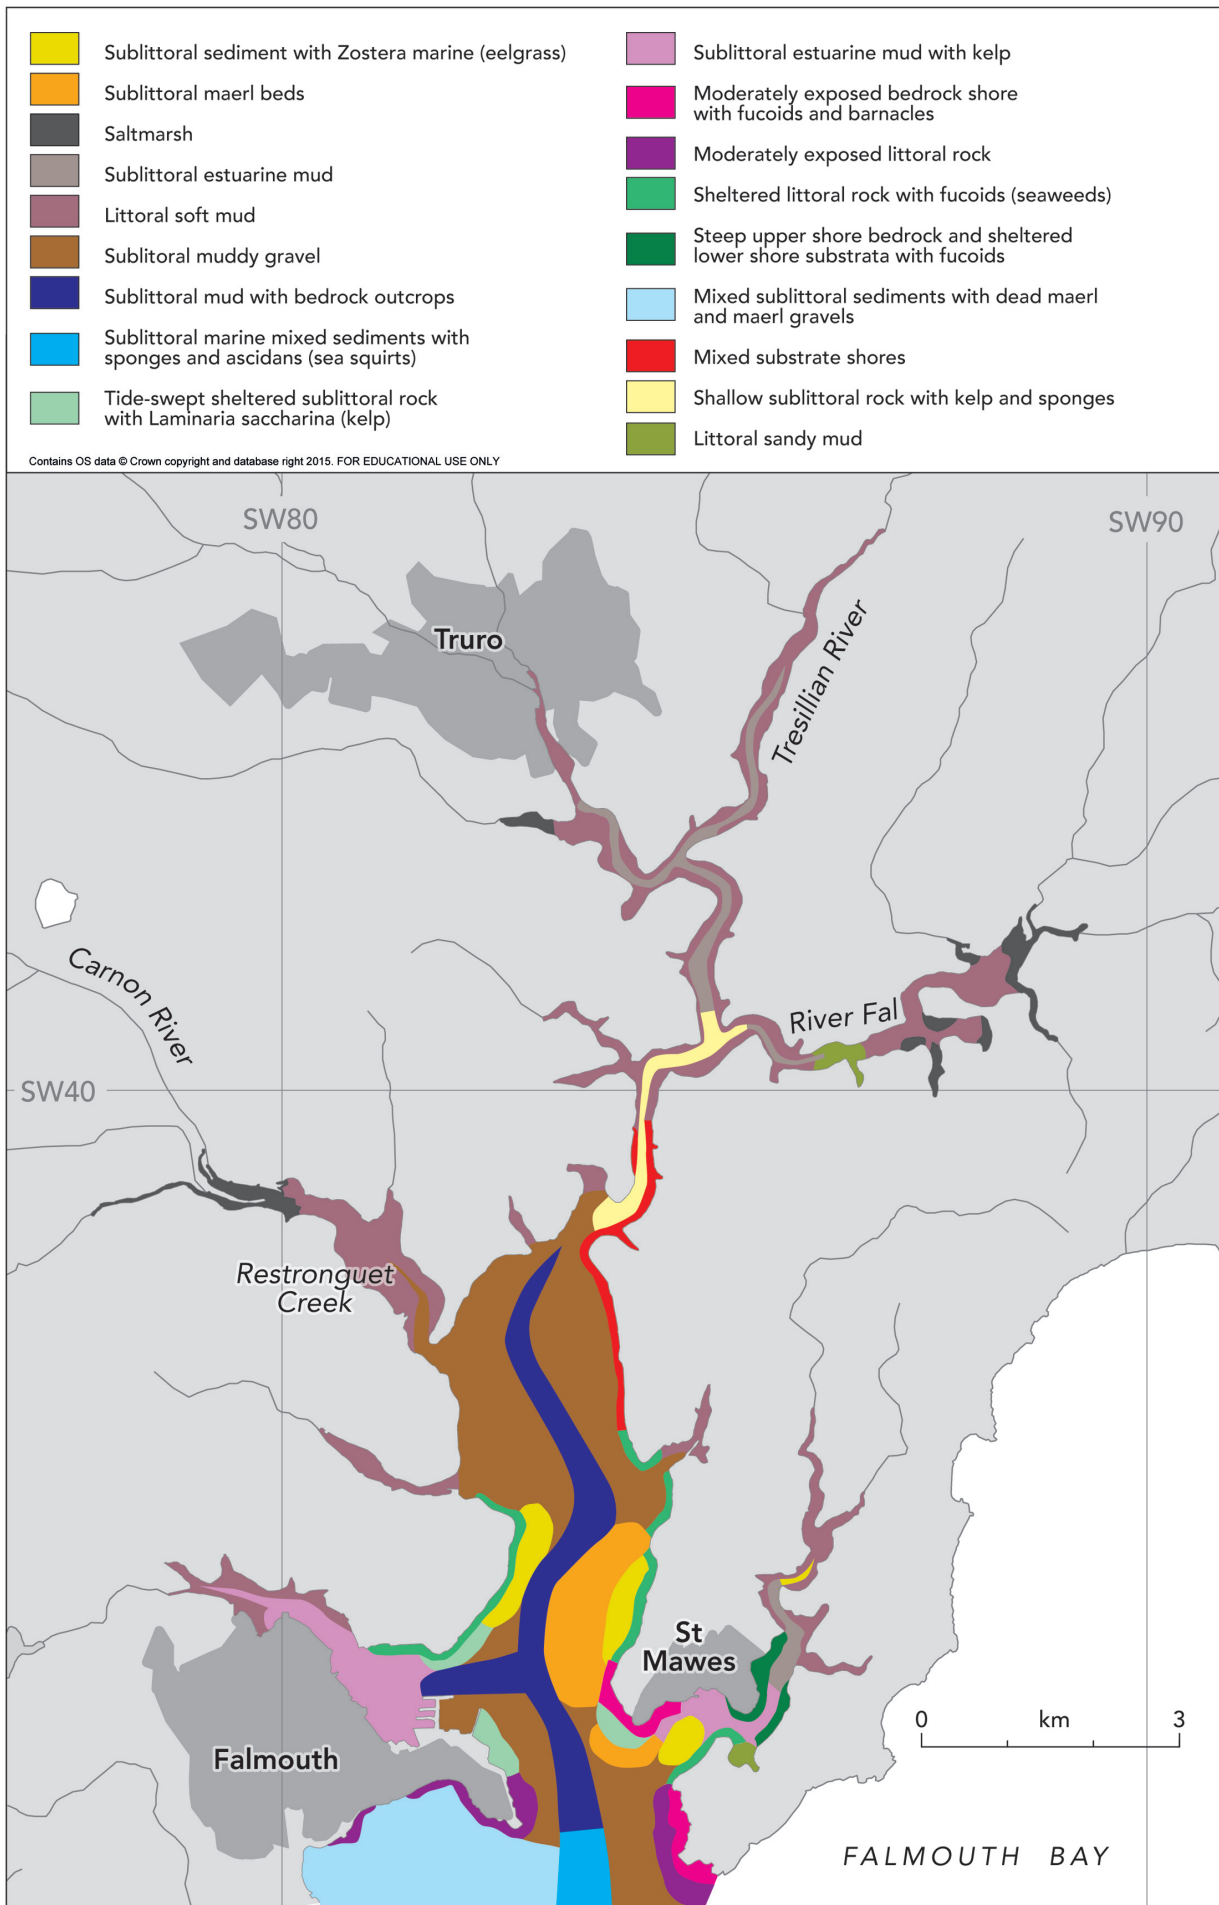 Sublittoral sediment with Zostera marine (eelgrass)
Sublittoral maerl beds
Saltmarsh
Sublittoral estuarine mud
Littoral soft mud
Sublitoral muddy gravel
Sublittoral mud with bedrock outcrops
Sublittoral marine mixed sediments with
sponges and ascidans (sea squirts)
Tide-swept sheltered sublittoral rock
with Laminaria saccharina (kelp)
Sublittoral estuarine mud with kelp
Moderately exposed bedrock shore
with fucoids and barnacles
Moderately exposed littoral rock
Sheltered littoral rock with fucoids (seaweeds)
Steep upper shore bedrock and sheltered
lower shore substrata with fucoids
Mixed sublittoral sediments with dead maerl
and maerl gravels
Mixed substrate shores
Shallow sublittoral rock with kelp and sponges
Littoral sandy mud
Contains OS data © Crown copyright and database right 2015. FOR EDUCATIONAL USE ONLY
SW80
SW90
Truro
Tresillian River
Carnon River
River Fal
SW40
Restronguet
Creek
St
Mawes
0 km 3
Falmouth
FALMOUTH BAY